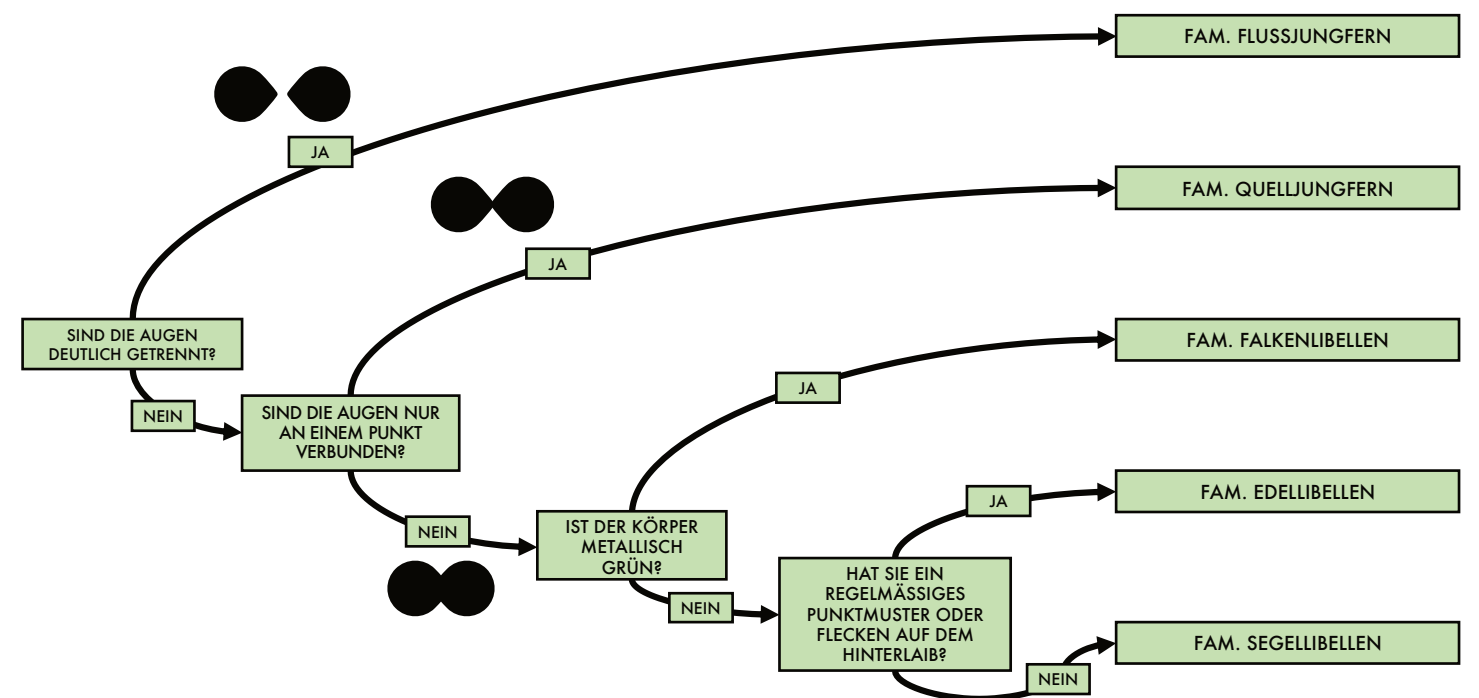 FAM. FLUSSJUNGFERN
JA
FAM. QUELLJUNGFERN
JA
SIND DIE AUGEN
DEUTLICH GETRENNT?
FAM. FALKENLIBELLEN
JA
NEIN
SIND DIE AUGEN NUR
AN EINEM PUNKT
VERBUNDEN?
FAM. EDELLIBELLEN
JA
NEIN
IST DER KÖRPER
METALLISCH
GRÜN?
NEIN
HAT SIE EIN
REGELMÄSSIGES
PUNKTMUSTER ODER
FLECKEN AUF DEM
HINTERLAIB?
FAM. SEGELLIBELLEN
NEIN